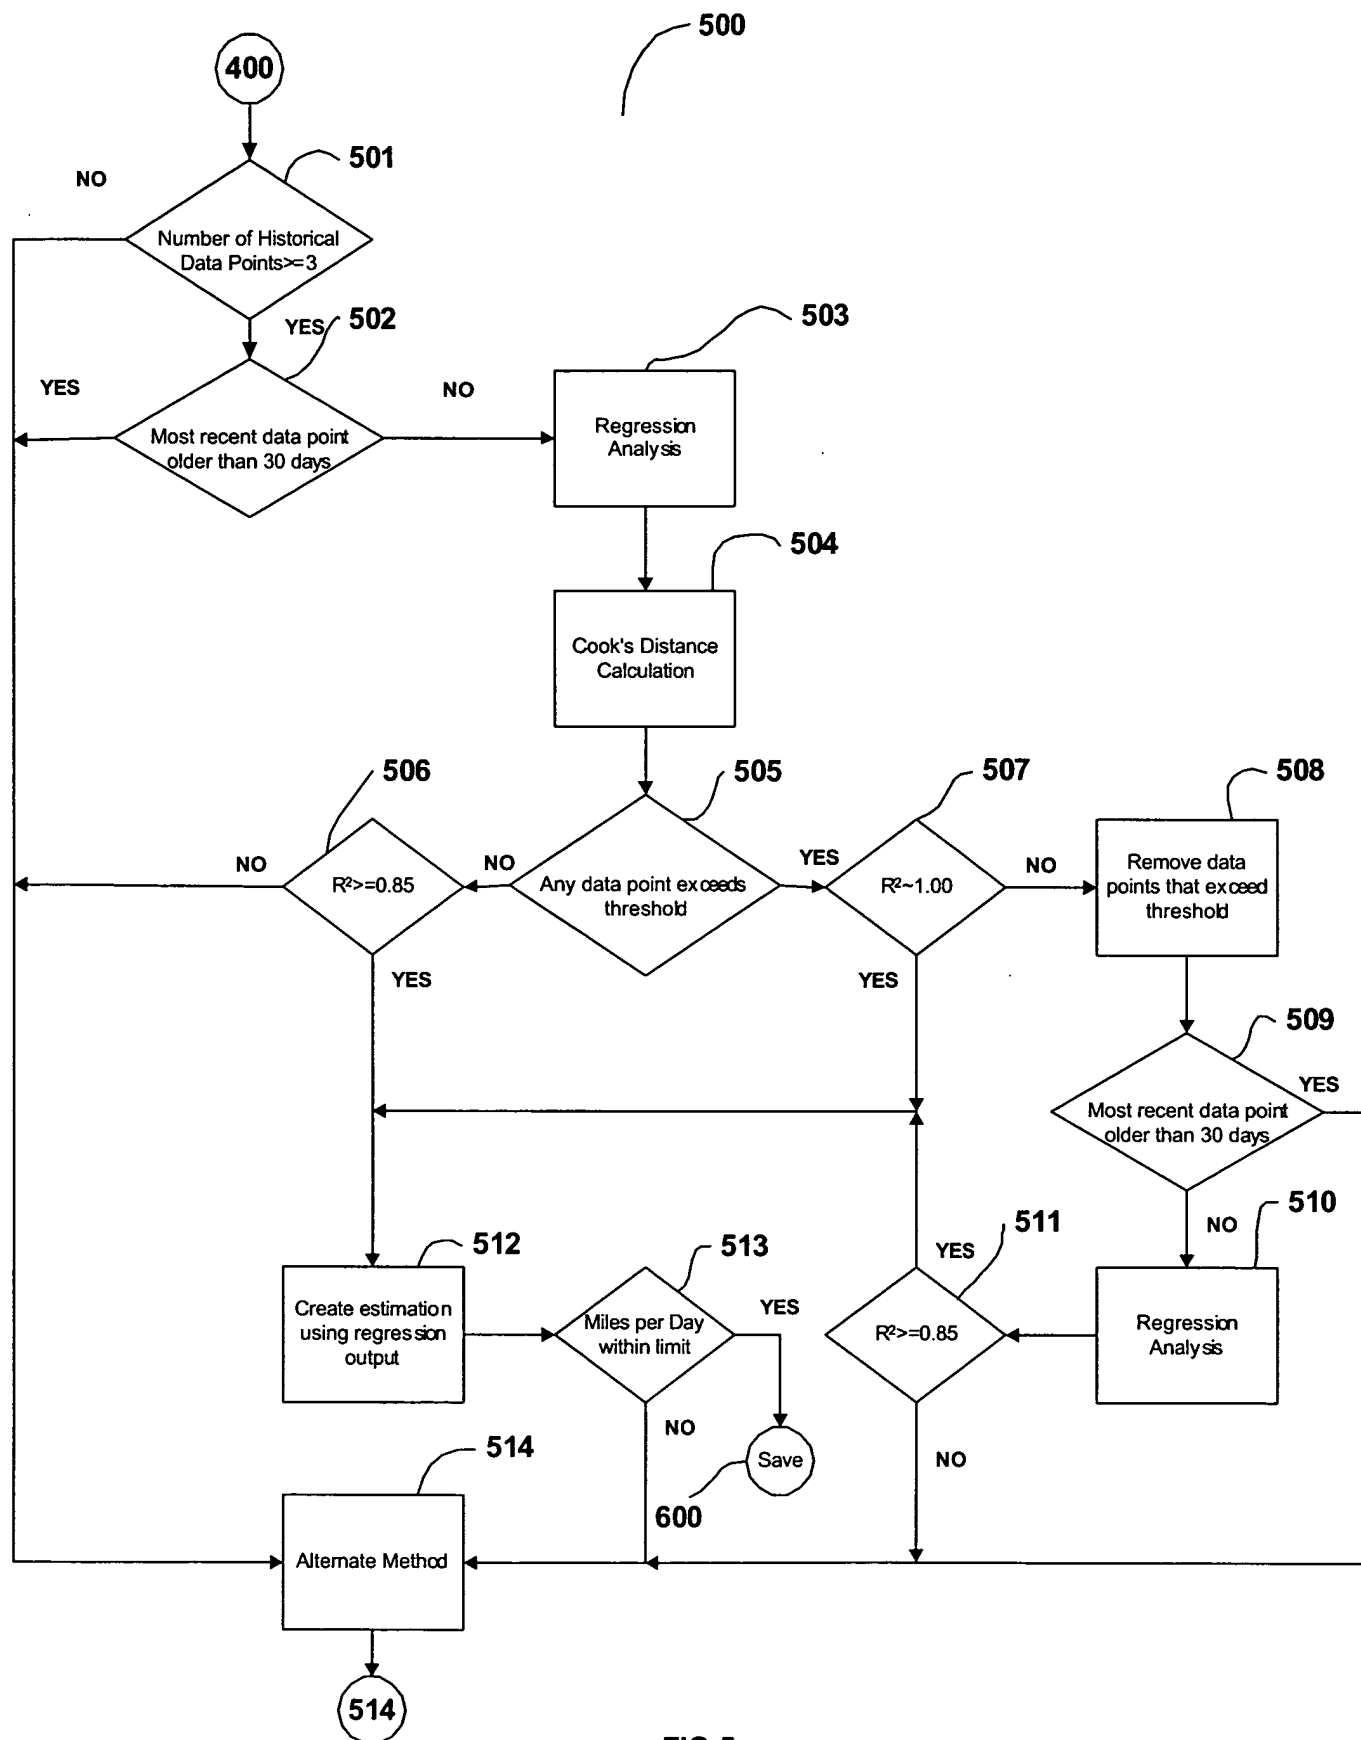 500
400
501
NO
Number of Historical
Data Points>=3
YES
502
503
YES
NO
Most recent data point
older than 30 days
Regression
Analysis
504
Cook's Distance
Calculation
506
505
507
508
NO
R²>=0.85
NO
Any data point exceeds
threshold
YES
R²~1.00
NO
Remove data
points that exceed
threshold
YES
YES
509
YES
Most recent data point
older than 30 days
NO
510
511
YES
512
513
Create estimation
using regression
output
Miles per Day
within limit
YES
R²>=0.85
Regression
Analysis
NO
NO
514
Save
600
Alternate Method
514